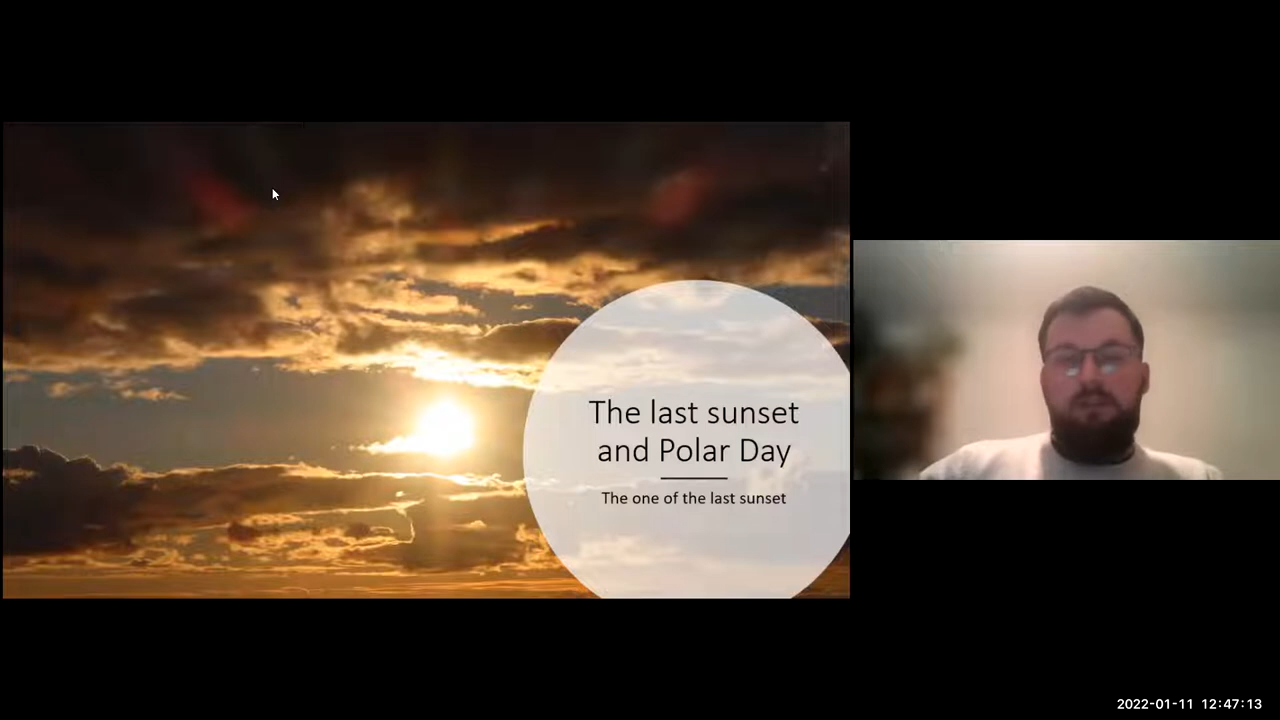 The last sunset
and Polar Day
The one of the last sunset
2022-01-11 12:47:13